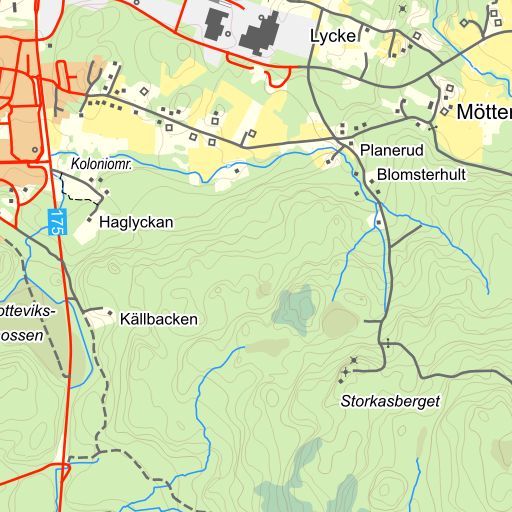 Lycke
Mötter
Planerud
Koloniomr.
Blomsterhult
175
Haglyckan
otteviks-
ossen
Källbacken
Storkasberget